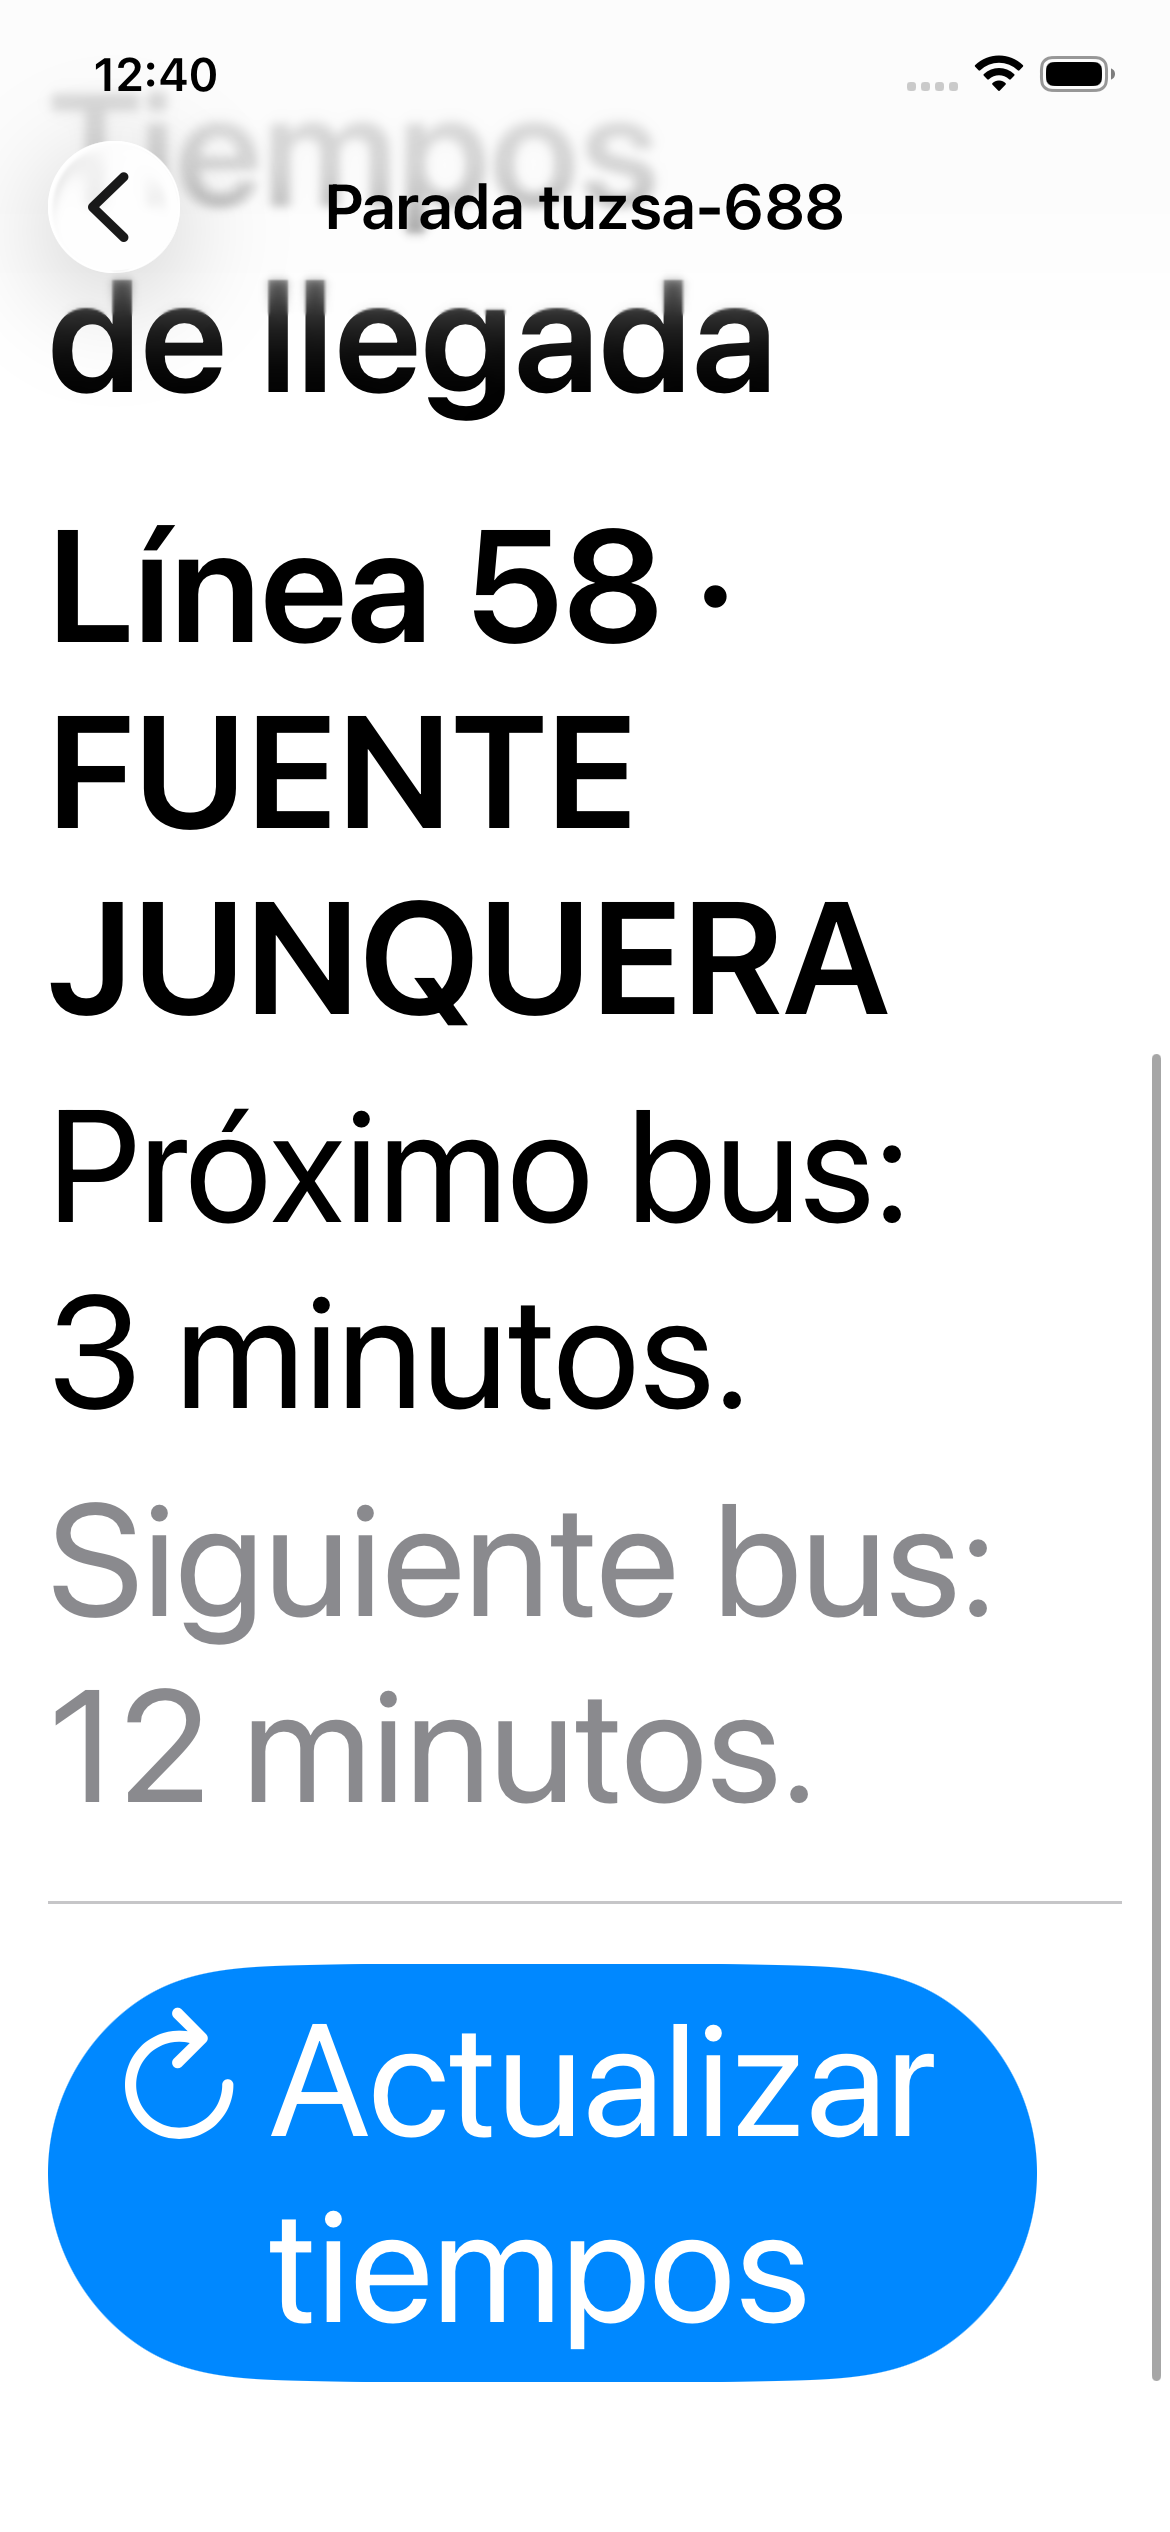 12:40
Tiempos
Parada tuzsa-688
de llegada
Línea 58 ·
FUENTE
JUNQUERA
Próximo bus:
3 minutos.
Siguiente bus:
12 minutos.
Actualizar
tiempos